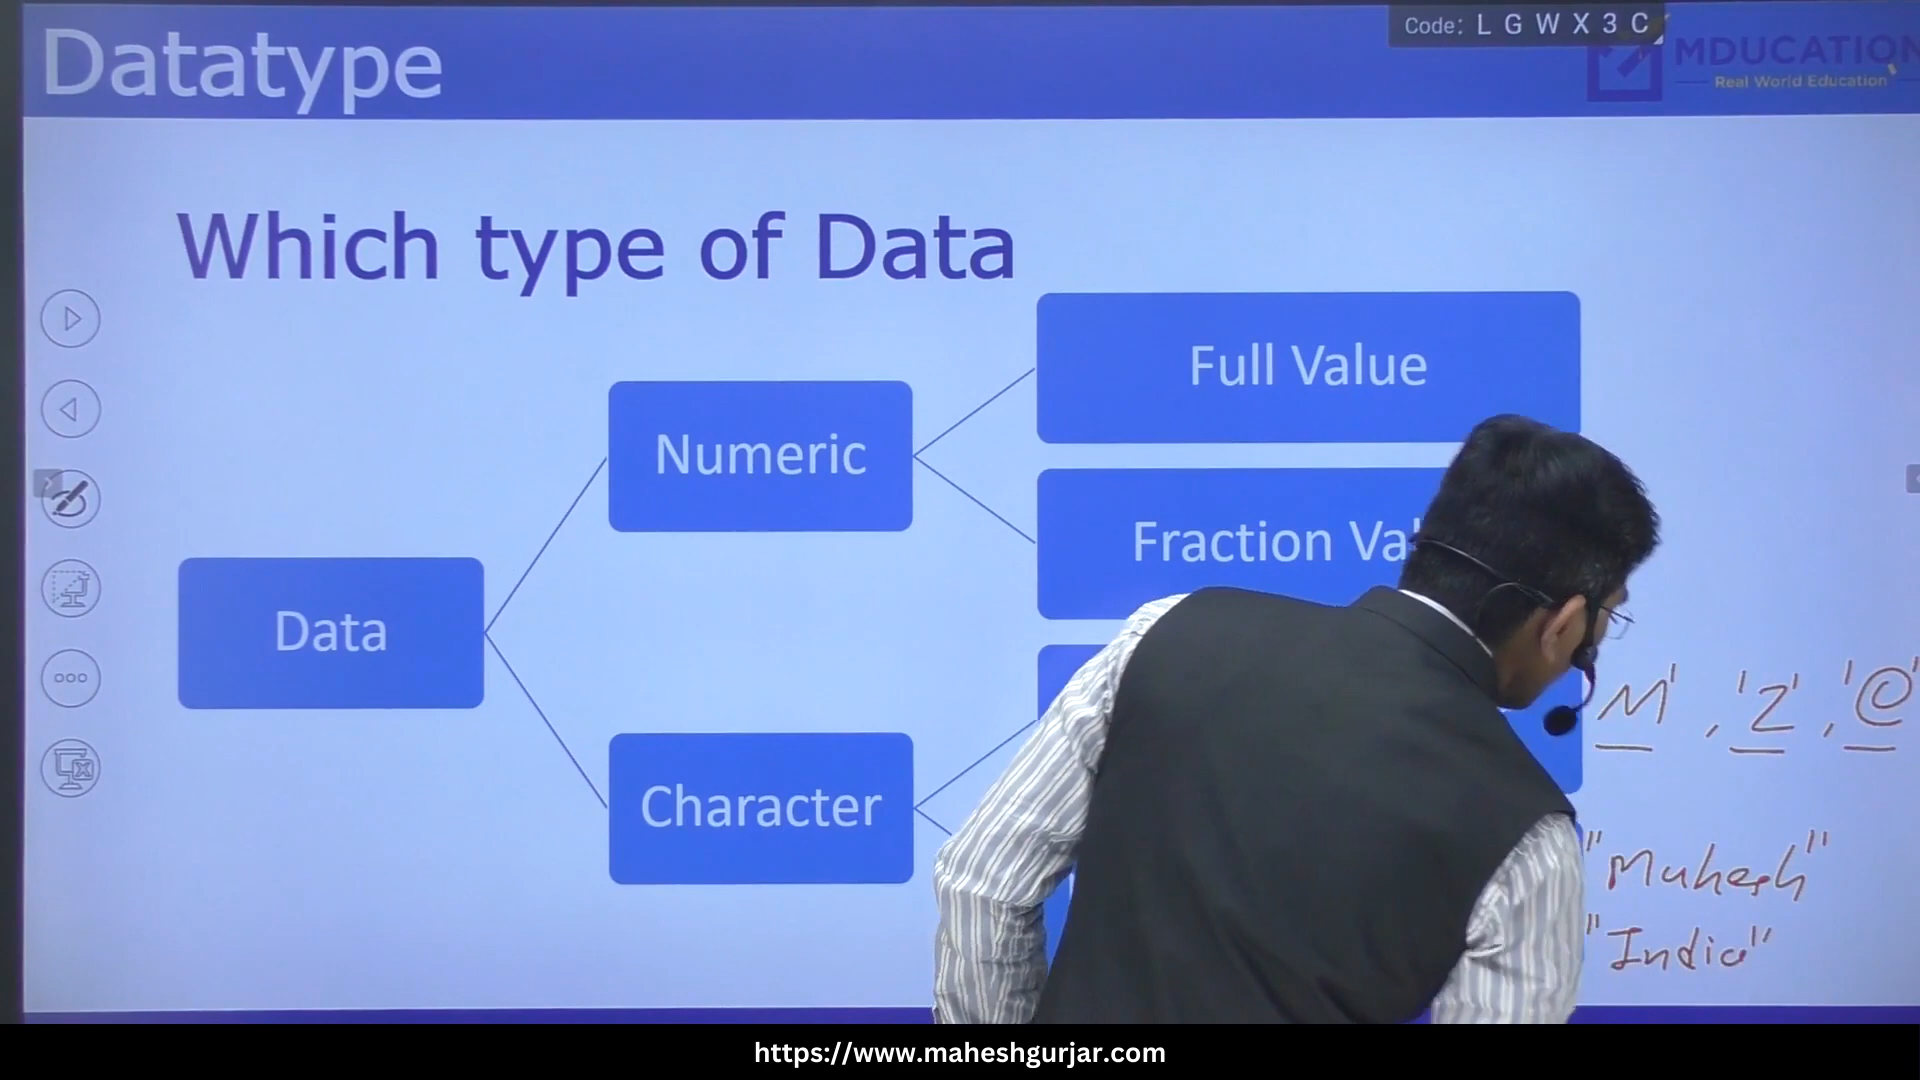 Datatype
Code: L G W X 3 C
MDUCATION
Real World Education
Which type of Data
Full Value
Numeric
Fraction
Data
'M' , '2' , '@'
Character
"Mahesh"
"India"
https://www.maheshgurjar.com